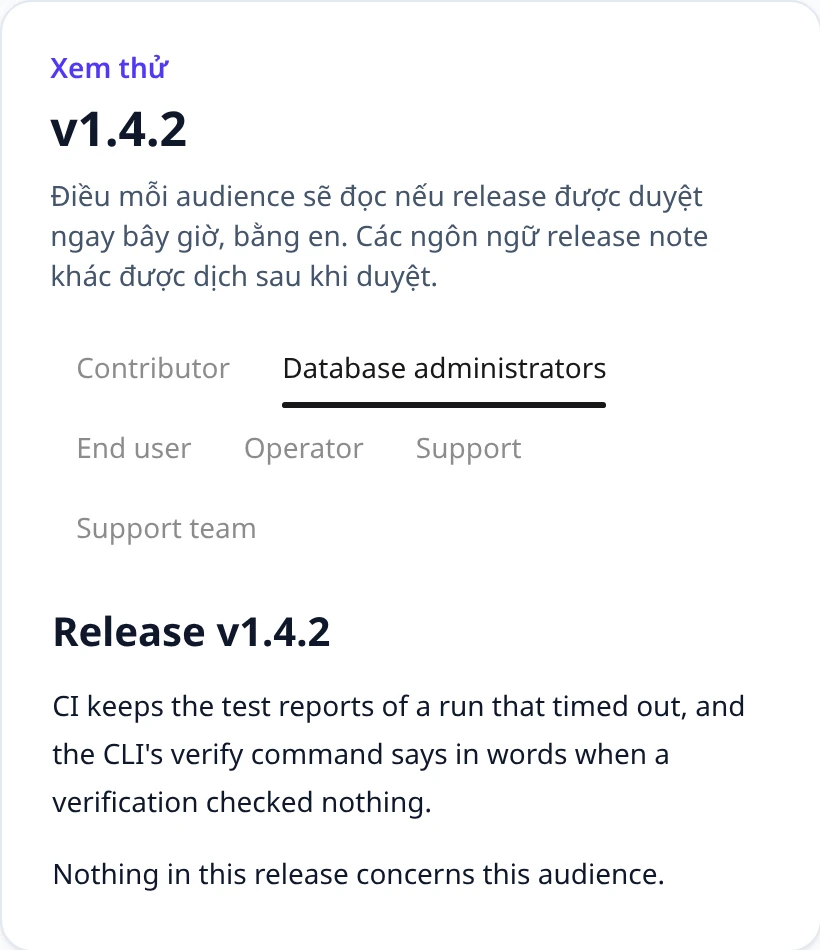 Xem thử
v1.4.2
Điều mỗi audience sẽ đọc nếu release được duyệt
ngay bây giờ, bằng en. Các ngôn ngữ release note
khác được dịch sau khi duyệt.
Contributor Database administrators
End user Operator Support
Support team
Release v1.4.2
CI keeps the test reports of a run that timed out, and
the CLI's verify command says in words when a
verification checked nothing.
Nothing in this release concerns this audience.